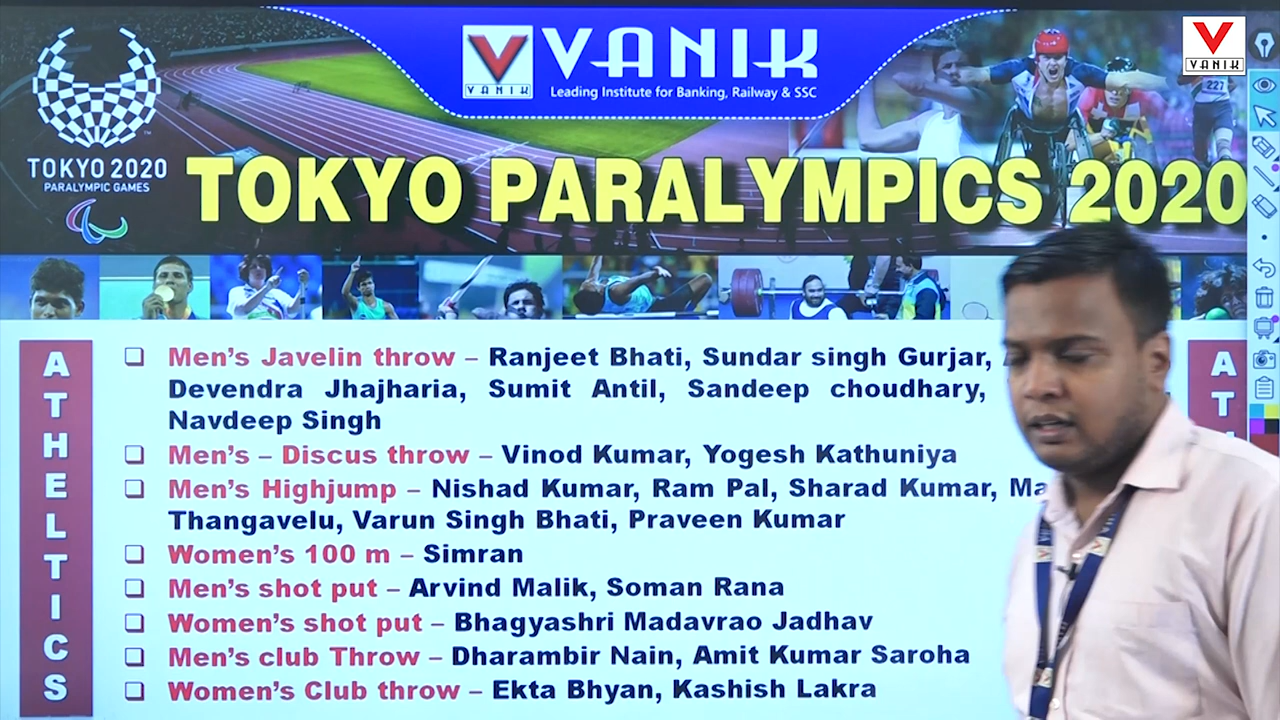 VANIK
VANIK
Leading Institute for Banking, Railway & SSC
VANIK
227
TOKYO 2020
PARALYMPIC GAMES
TOKYO PARALYMPICS 2020
ATHELTICS
❑ Men's Javelin throw – Ranjeet Bhati, Sundar singh Gurjar,
Devendra Jhajharia, Sumit Antil, Sandeep choudhary,
Navdeep Singh
❑ Men's – Discus throw – Vinod Kumar, Yogesh Kathuniya
❑ Men's Highjump – Nishad Kumar, Ram Pal, Sharad Kumar,
Thangavelu, Varun Singh Bhati, Praveen Kumar
❑ Women's 100 m – Simran
❑ Men's shot put – Arvind Malik, Soman Rana
❑ Women's shot put – Bhagyashri Madavrao Jadhav
❑ Men's club Throw – Dharambir Nain, Amit Kumar Saroha
❑ Women's Club throw – Ekta Bhyan, Kashish Lakra